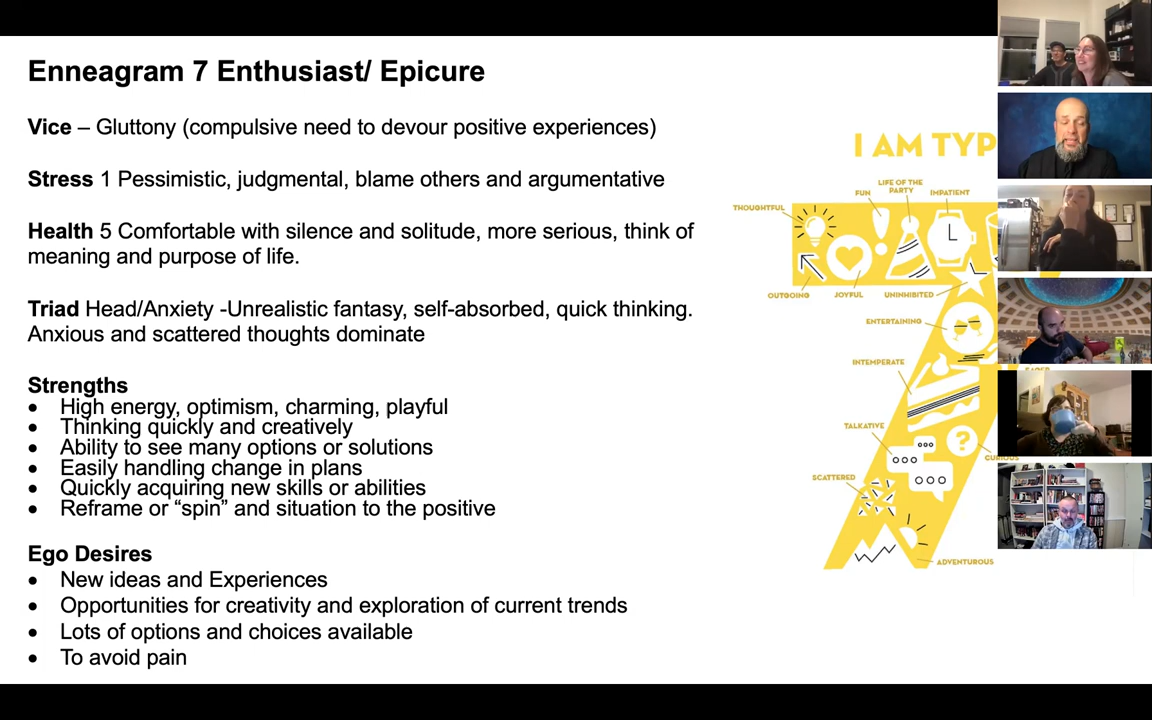 Enneagram 7 Enthusiast/ Epicure
Vice – Gluttony (compulsive need to devour positive experiences)
Stress 1 Pessimistic, judgmental, blame others and argumentative
Health 5 Comfortable with silence and solitude, more serious, think of
meaning and purpose of life.
Triad Head/Anxiety -Unrealistic fantasy, self-absorbed, quick thinking.
Anxious and scattered thoughts dominate
Strengths
• High energy, optimism, charming, playful
• Thinking quickly and creatively
• Ability to see many options or solutions
• Easily handling change in plans
• Quickly acquiring new skills or abilities
• Reframe or “spin” and situation to the positive
Ego Desires
• New ideas and Experiences
• Opportunities for creativity and exploration of current trends
• Lots of options and choices available
• To avoid pain
I AM TYP
LIFE OF THE
PARTY
FUN
IMPATIENT
THOUGHTFUL
OUTGOING
JOYFUL
UNINHIBITED
ENTERTAINING
INTEMPERATE
TALKATIVE
?
SCATTERED
ADVENTUROUS